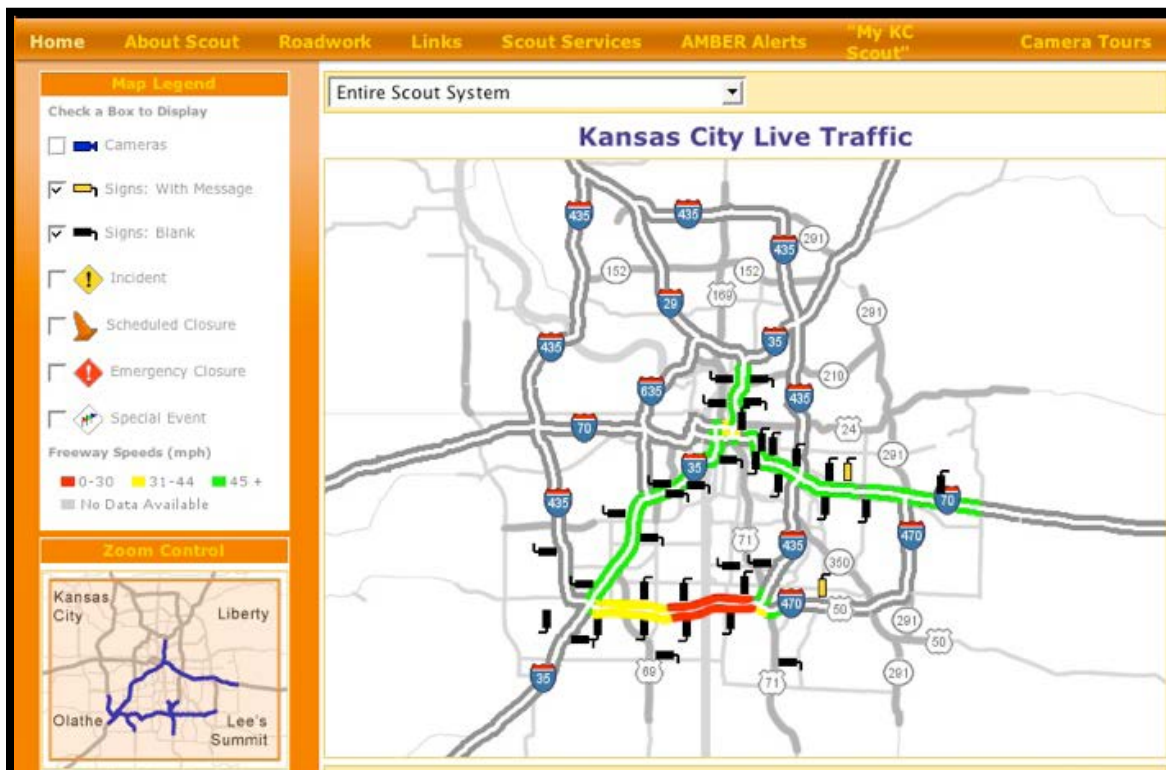 Home About Scout Roadwork Links Scout Services AMBER Alerts "My KC Scout" Camera Tours
Map Legend
Check a Box to Display
Cameras
Signs: With Message
Signs: Blank
Incident
Scheduled Closure
Emergency Closure
Special Event
Freeway Speeds (mph)
0-30 31-44 45 +
No Data Available
Zoom Control
Kansas City
Liberty
Olathe
Lee's Summit
Entire Scout System
Kansas City Live Traffic
435
435
435
291
152
152
169
29
291
35
435
210
635
435
70
24
291
35
70
435
71
435
470
350
470
50
291
50
69
35
71
291